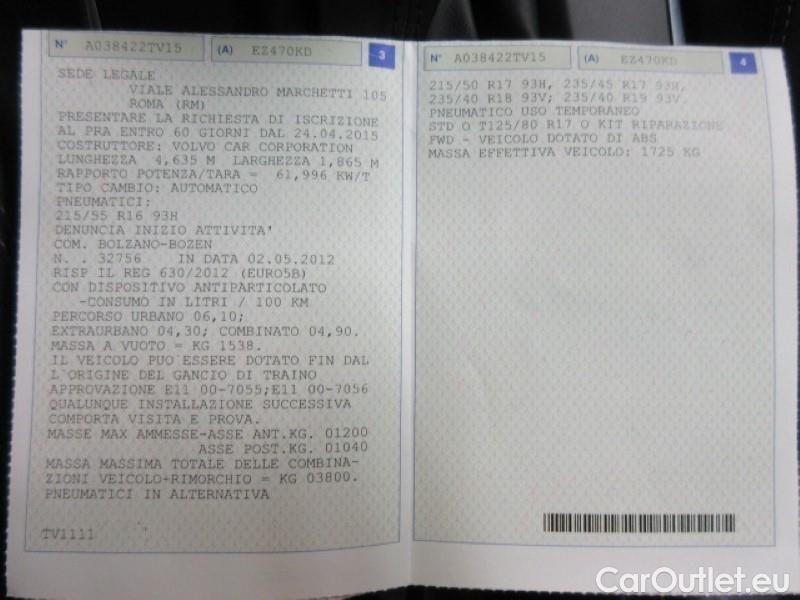 N° A038422TV15 (A) EZ470KD 3
SEDE LEGALE
VIALE ALESSANDRO MARCHETTI 105
ROMA (RM)
PRESENTARE LA RICHIESTA DI ISCRIZIONE
AL PRA ENTRO 60 GIORNI DAL 24.04.2015
COSTRUTTORE: VOLVO CAR CORPORATION
LUNGHEZZA 4,635 M LARGHEZZA 1,865 M
RAPPORTO POTENZA/TARA = 61,996 KW/T
TIPO CAMBIO: AUTOMATICO
PNEUMATICI:
215/55 R16 93H
DENUNCIA INIZIO ATTIVITA'
COM. BOLZANO-BOZEN
N. . 32756 IN DATA 02.05.2012
RISP IL REG 630/2012 (EURO5B)
CON DISPOSITIVO ANTIPARTICOLATO
-CONSUMO IN LITRI / 100 KM
PERCORSO URBANO 06,10;
EXTRAURBANO 04,30; COMBINATO 04,90.
MASSA A VUOTO = KG 1538.
IL VEICOLO PUO'ESSERE DOTATO FIN DAL
L'ORIGINE DEL GANCIO DI TRAINO
APPROVAZIONE E11 00-7055;E11 00-7056
QUALUNQUE INSTALLAZIONE SUCCESSIVA
COMPORTA VISITA E PROVA.
MASSE MAX AMMESSE-ASSE ANT.KG. 01200
ASSE POST.KG. 01040
MASSA MASSIMA TOTALE DELLE COMBINA-
ZIONI VEICOLO+RIMORCHIO = KG 03800.
PNEUMATICI IN ALTERNATIVA
TV1111 "
N° A038422TV15 (A) EZ470KD 4
215/50 R17 93H, 235/45 R17 93H,
235/40 R18 93V; 235/40 R19 93V.
PNEUMATICO USO TEMPORANEO
STD O T125/80 R17 O KIT RIPARAZIONE
FWD - VEICOLO DOTATO DI ABS
MASSA EFFETTIVA VEICOLO: 1725 KG
CarOutlet.eu